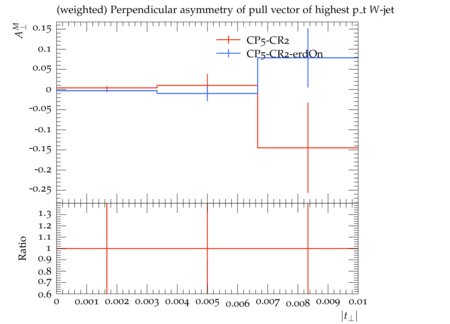 (weighted) Perpendicular asymmetry of pull vector of highest p_t W-jet
A⊥^M
CP5-CR2
CP5-CR2-erdOn
0.15
0.1
0.05
0
-0.05
-0.1
-0.15
-0.2
-0.25
Ratio
1.3
1.2
1.1
1
0.9
0.8
0.7
0.6
0 0.001 0.002 0.003 0.004 0.005 0.006 0.007 0.008 0.009 0.01
|t⊥|